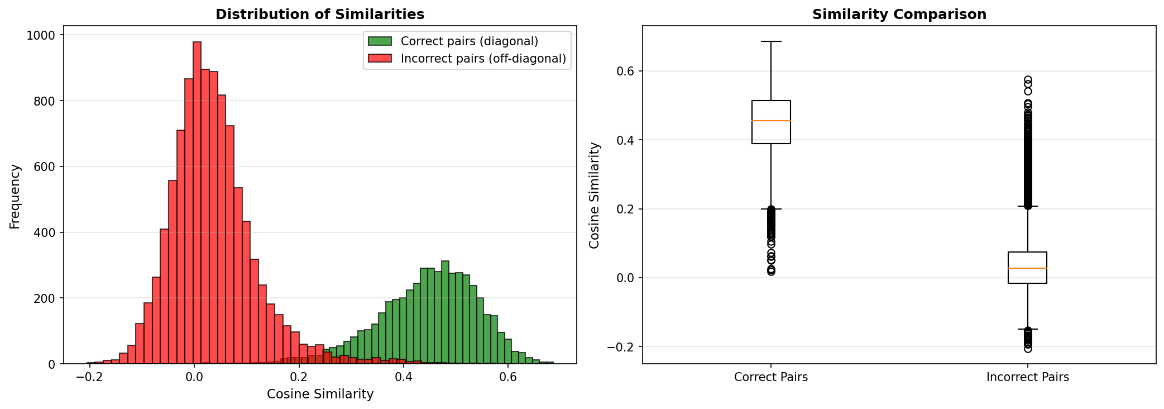 Distribution of Similarities
Frequency
1000
800
600
400
200
0
Correct pairs (diagonal)
Incorrect pairs (off-diagonal)
−0.2 0.0 0.2 0.4 0.6
Cosine Similarity
Similarity Comparison
Cosine Similarity
0.6
0.4
0.2
0.0
−0.2
Correct Pairs Incorrect Pairs